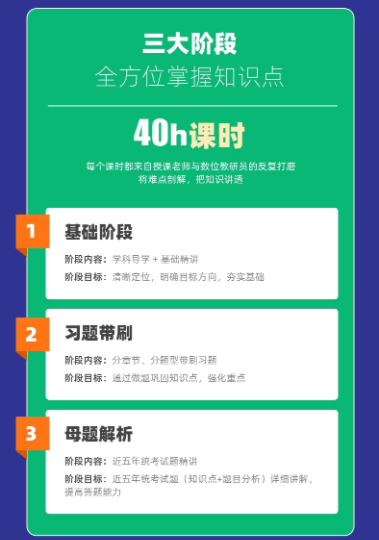 三大阶段
全方位掌握知识点
40h课时
每个课时都来自授课老师与数位教研员的反复打磨
将难点剖解，把知识讲透
1
基础阶段
阶段内容：学科导学 + 基础精讲
阶段目标：清晰定位，明确目标方向，夯实基础
2
习题带刷
阶段内容：分章节、分题型带刷习题
阶段目标：通过做题巩固知识点，强化重点
3
母题解析
阶段内容：近五年统考试题精讲
阶段目标：近五年统考试题（知识点+题目分析）详细讲解，
提高答题能力